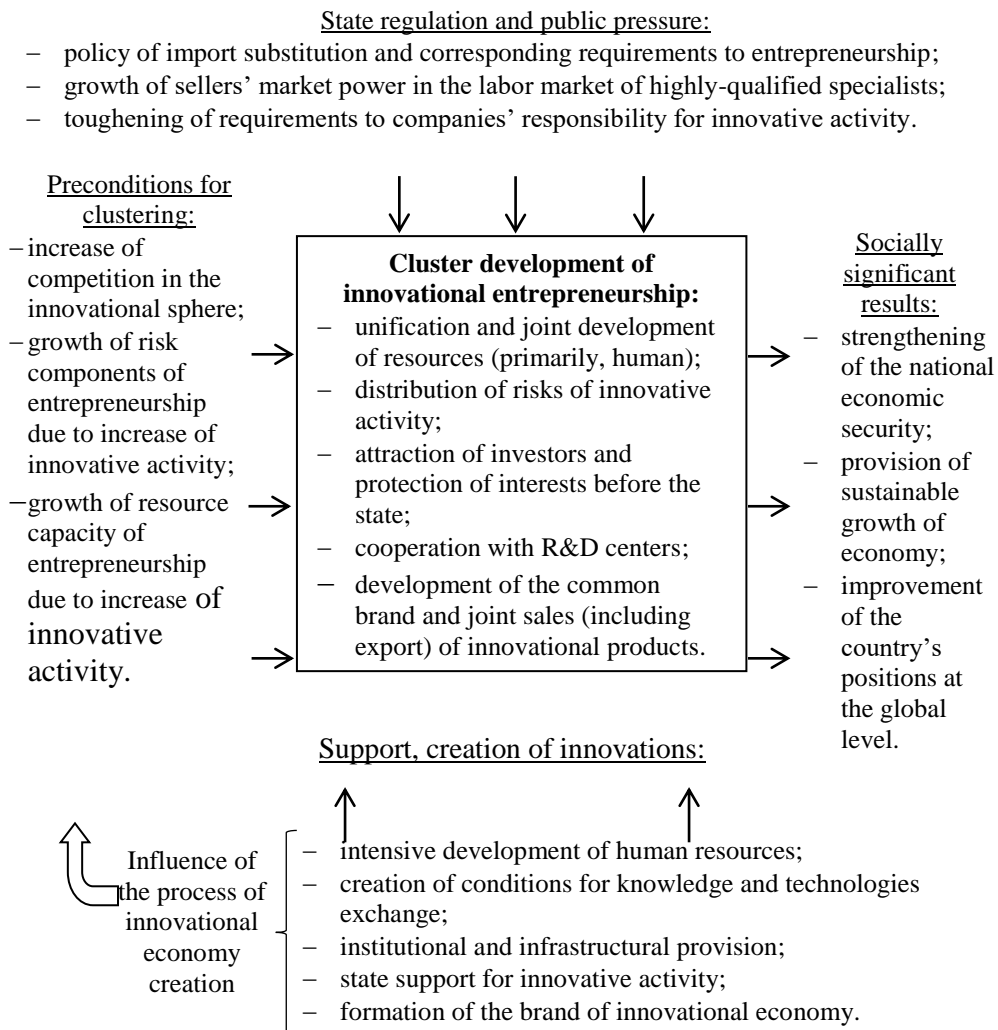 State regulation and public pressure:
– policy of import substitution and corresponding requirements to entrepreneurship;
– growth of sellers’ market power in the labor market of highly-qualified specialists;
– toughening of requirements to companies’ responsibility for innovative activity.
Preconditions for
clustering:
– increase of
competition in the
innovational sphere;
– growth of risk
components of
entrepreneurship
due to increase of
innovative activity;
– growth of resource
capacity of
entrepreneurship
due to increase of
innovative
activity.
Cluster development of
innovational entrepreneurship:
– unification and joint development
of resources (primarily, human);
– distribution of risks of innovative
activity;
– attraction of investors and
protection of interests before the
state;
– cooperation with R&D centers;
– development of the common
brand and joint sales (including
export) of innovational products.
Socially
significant
results:
– strengthening
of the national
economic
security;
– provision of
sustainable
growth of
economy;
– improvement
of the
country’s
positions at
the global
level.
Support, creation of innovations:
Influence of
the process of
innovational
economy
creation
– intensive development of human resources;
– creation of conditions for knowledge and technologies
exchange;
– institutional and infrastructural provision;
– state support for innovative activity;
– formation of the brand of innovational economy.